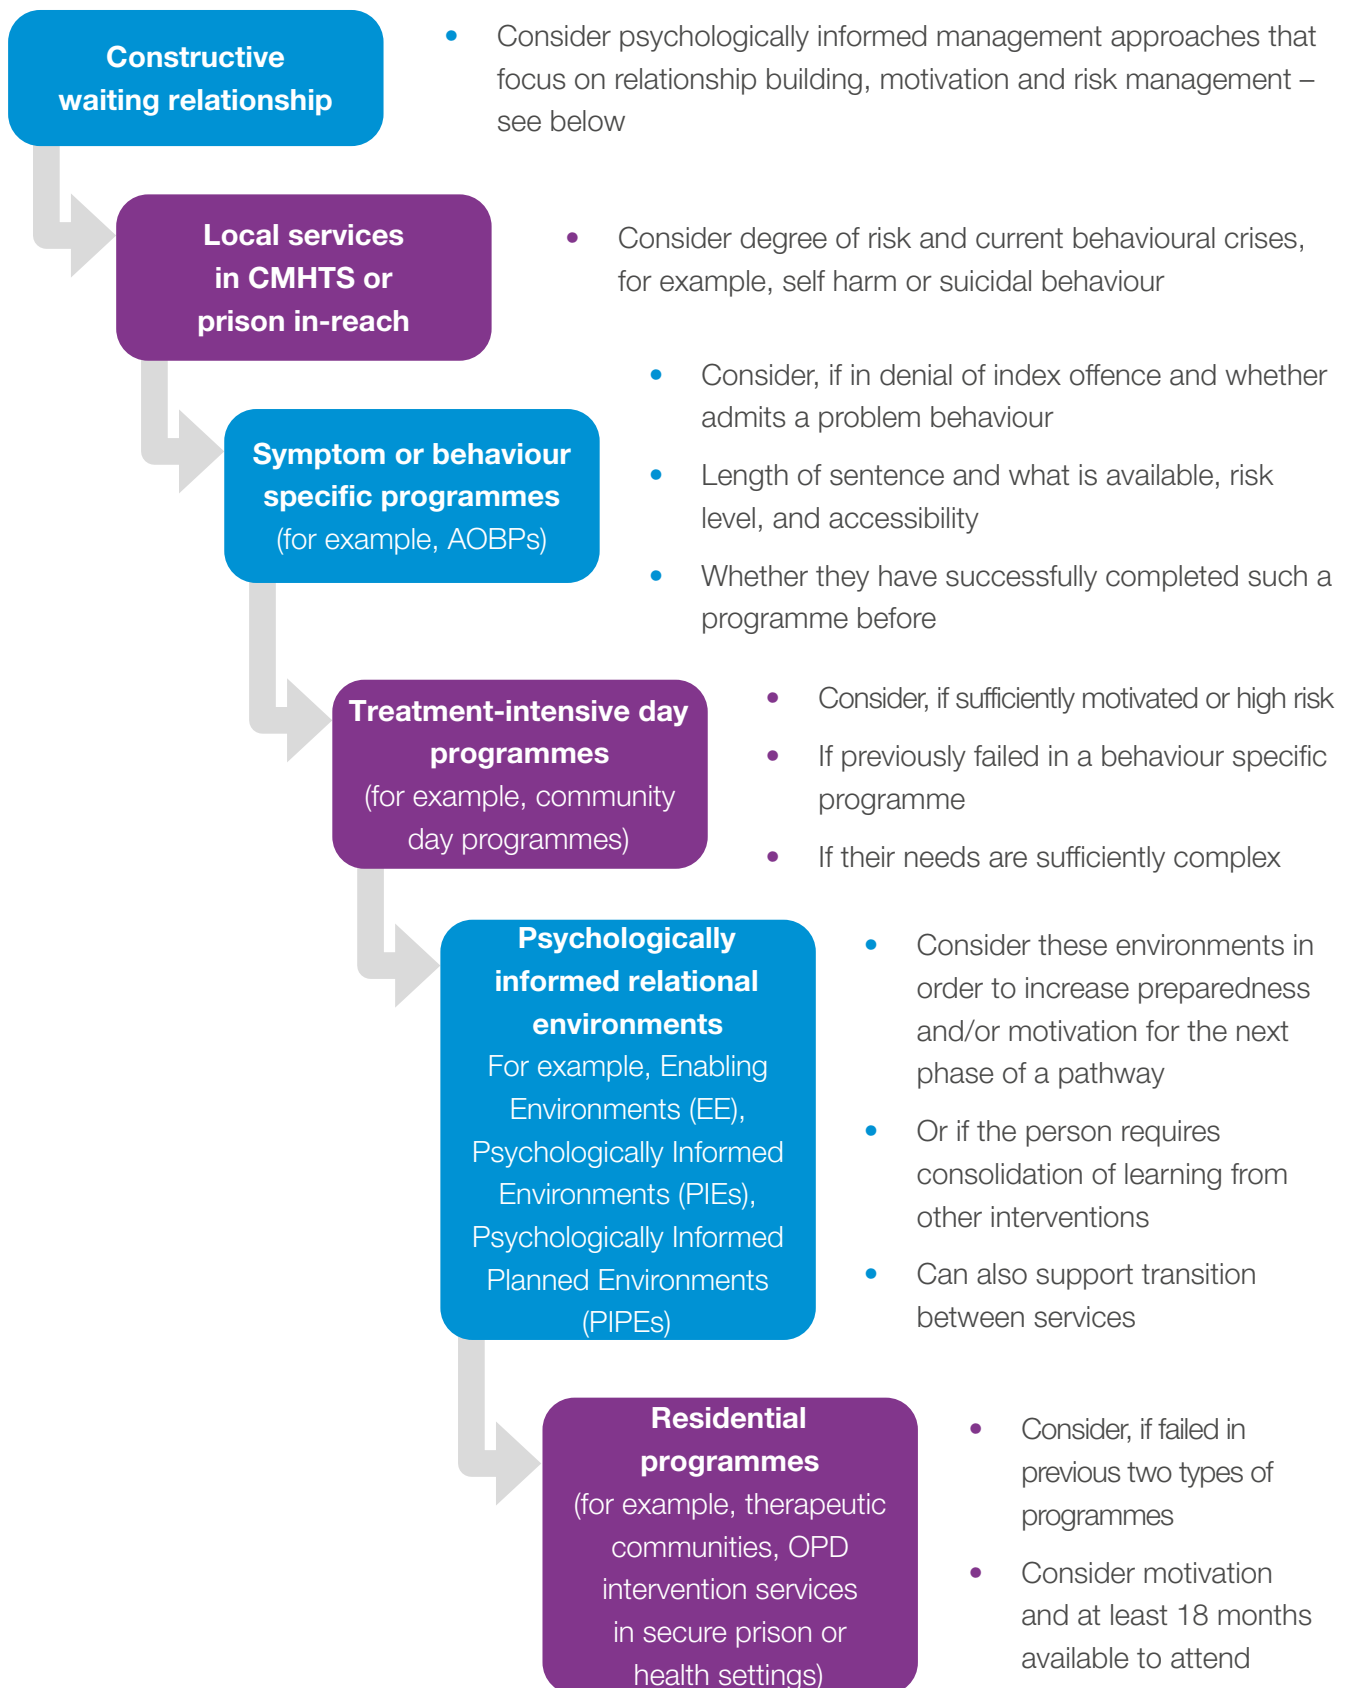 Constructive
waiting relationship
• Consider psychologically informed management approaches that
focus on relationship building, motivation and risk management –
see below
Local services
in CMHTS or
prison in-reach
• Consider degree of risk and current behavioural crises,
for example, self harm or suicidal behaviour
Symptom or behaviour
specific programmes
(for example, AOBPs)
• Consider, if in denial of index offence and whether
admits a problem behaviour
• Length of sentence and what is available, risk
level, and accessibility
• Whether they have successfully completed such a
programme before
Treatment-intensive day
programmes
(for example, community
day programmes)
• Consider, if sufficiently motivated or high risk
• If previously failed in a behaviour specific
programme
• If their needs are sufficiently complex
Psychologically
informed relational
environments
For example, Enabling
Environments (EE),
Psychologically Informed
Environments (PIEs),
Psychologically Informed
Planned Environments
(PIPEs)
• Consider these environments in
order to increase preparedness
and/or motivation for the next
phase of a pathway
• Or if the person requires
consolidation of learning from
other interventions
• Can also support transition
between services
Residential
programmes
(for example, therapeutic
communities, OPD
intervention services
in secure prison or
health settings)
• Consider, if failed in
previous two types of
programmes
• Consider motivation
and at least 18 months
available to attend